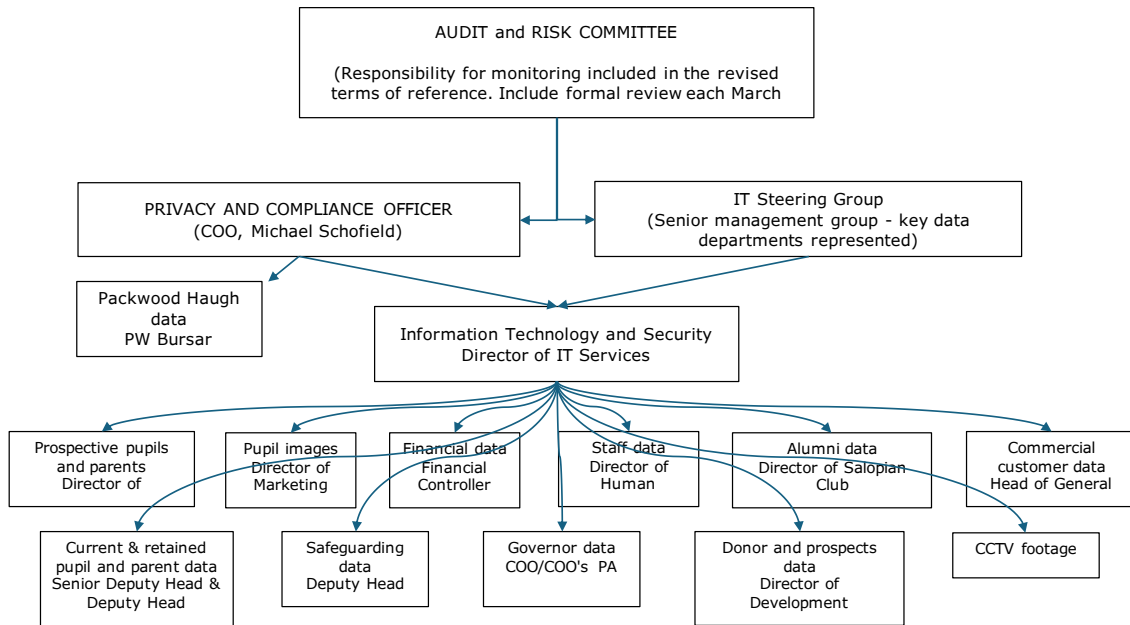 AUDIT and RISK COMMITTEE
(Responsibility for monitoring included in the revised
terms of reference. Include formal review each March
PRIVACY AND COMPLIANCE OFFICER
(COO, Michael Schofield)
IT Steering Group
(Senior management group - key data
departments represented)
Packwood Haugh
data
PW Bursar
Information Technology and Security
Director of IT Services
Prospective pupils
and parents
Director of
Pupil images
Director of
Marketing
Financial data
Financial
Controller
Staff data
Director of
Human
Alumni data
Director of Salopian
Club
Commercial
customer data
Head of General
Current & retained
pupil and parent data
Senior Deputy Head &
Deputy Head
Safeguarding
data
Deputy Head
Governor data
COO/COO's PA
Donor and prospects
data
Director of
Development
CCTV footage